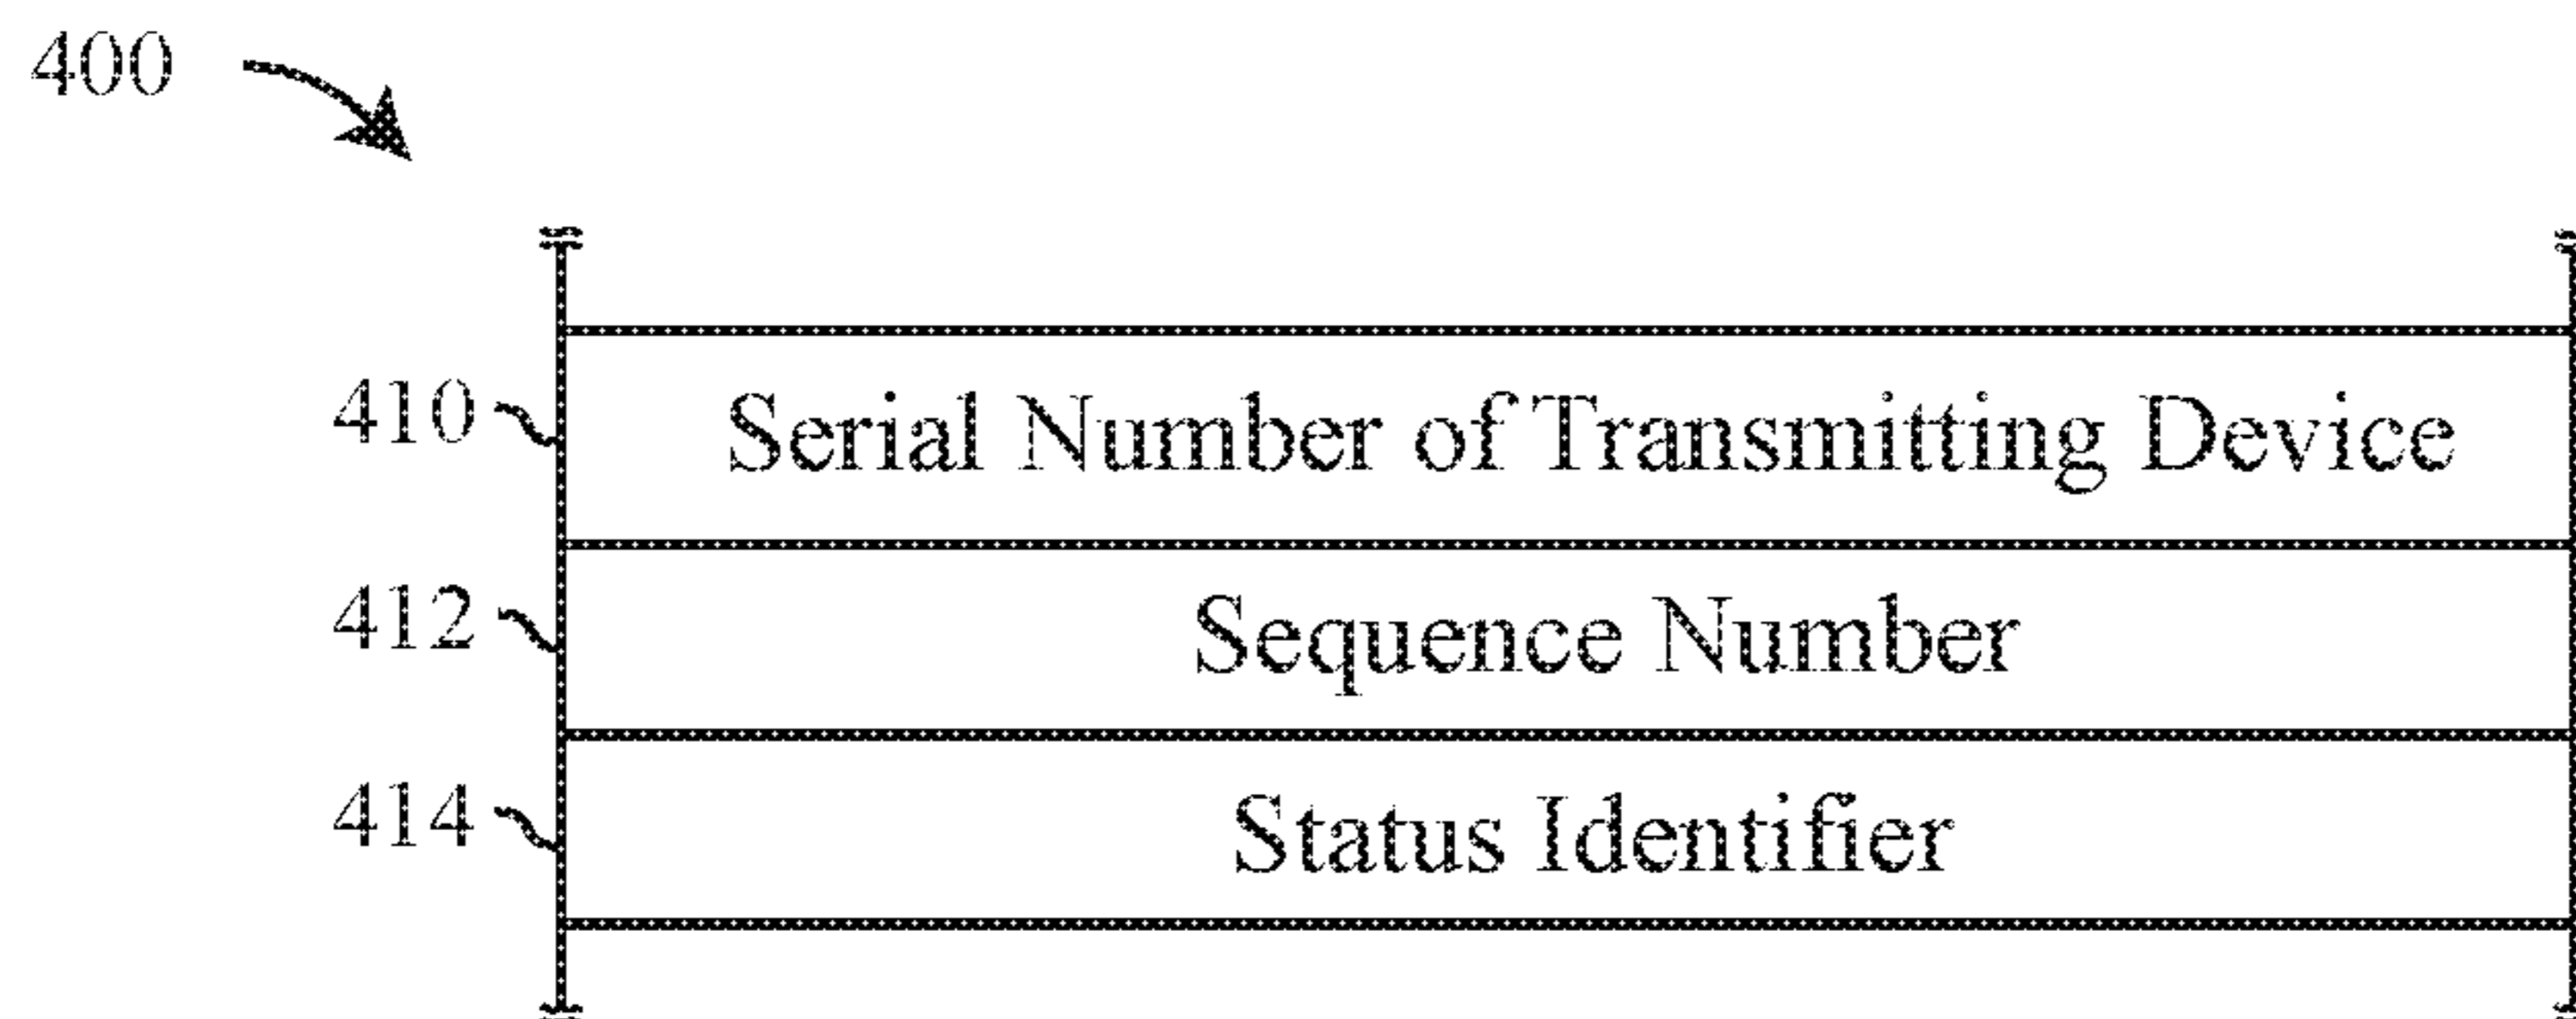 400
410 Serial Number of Transmitting Device
412 Sequence Number
414 Status Identifier